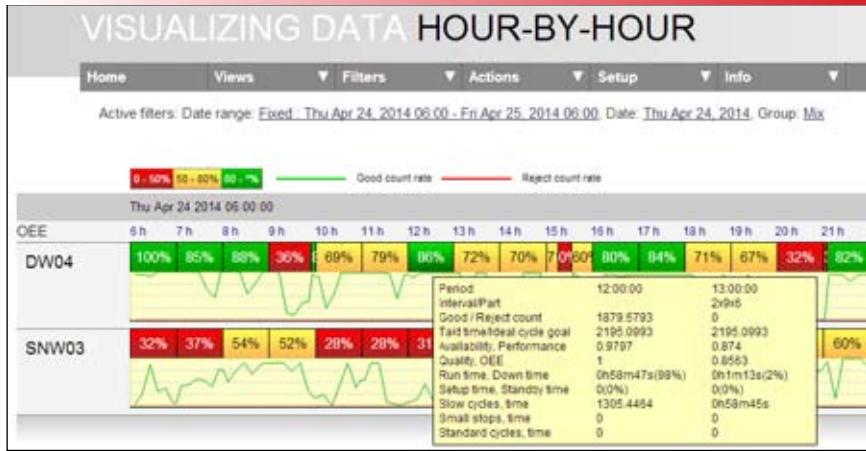 VISUALIZING DATA HOUR-BY-HOUR
Home Views Filters Actions Setup Info
Active filters: Date range: Fixed : Thu Apr 24, 2014 06:00 - Fri Apr 25, 2014 06:00, Date: Thu Apr 24, 2014, Group: Mix
0 - 50% 50 - 80% 80 - % Good count rate Reject count rate
Thu Apr 24 2014 06:00:00
OEE 6 h 7 h 8 h 9 h 10 h 11 h 12 h 13 h 14 h 15 h 16 h 17 h 18 h 19 h 20 h 21 h
DW04 100% 85% 88% 36% 69% 79% 86% 72% 70% 7 0% 60% 80% 84% 71% 67% 32% 82%
Period 12:00:00 13:00:00
Interval/Part 2x9x6
Good / Reject count 1879.5793 0
Takt time/Ideal cycle goal 2195.0993 2195.0993
Availability, Performance 0.9797 0.874
Quality, OEE 1 0.8563
Run time, Down time 0h58m47s(98%) 0h1m13s(2%)
Setup time, Standby time 0(0%) 0(0%)
Slow cycles, time 1305.4464 0h58m45s
Small stops, time 0 0
Standard cycles, time 0 0
SNW03 32% 37% 54% 52% 28% 28% 31 60%